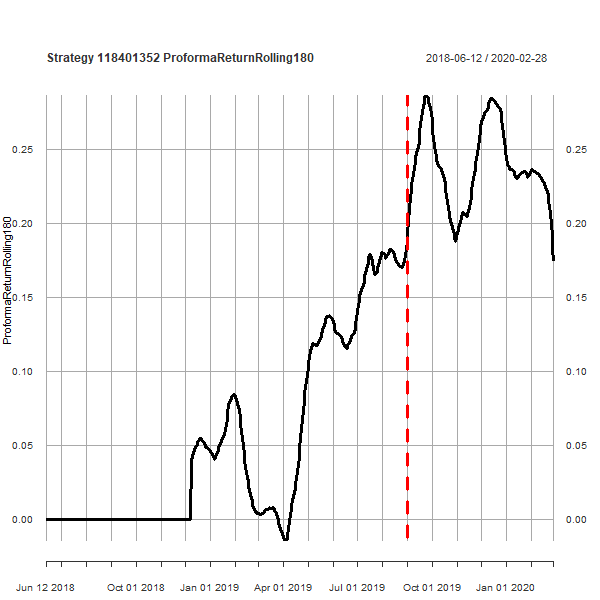 Strategy 118401352 ProformaReturnRolling180
2018-06-12 / 2020-02-28
ProformaReturnRolling180
0.25
0.20
0.15
0.10
0.05
0.00
0.25
0.20
0.15
0.10
0.05
0.00
Jun 12 2018
Oct 01 2018
Jan 01 2019
Apr 01 2019
Jul 01 2019
Oct 01 2019
Jan 01 2020